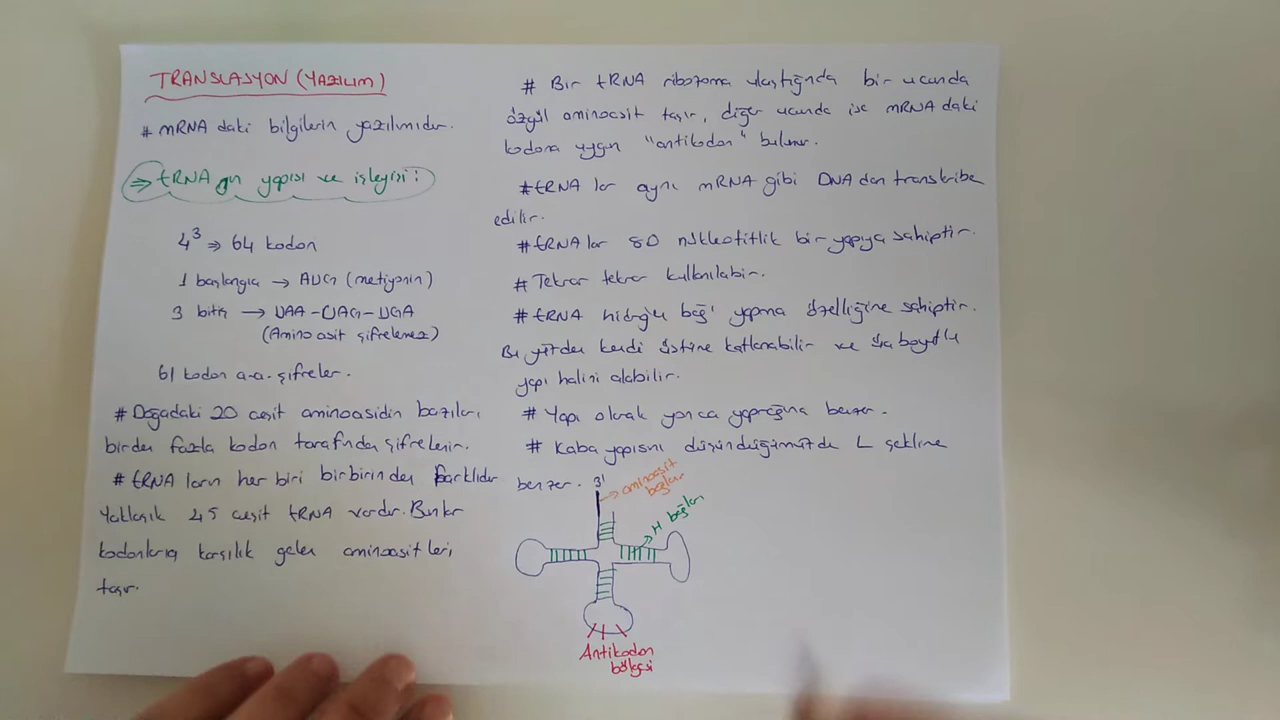 TRANSLASYON (YAZILIM)
# mRNA daki bilgilerin yazılımıdır.
⇒ tRNA nın yapısı ve işleyişi:
4³ ⇒ 64 kodon
1 başlangıç → AUG (metiyonin)
3 bitiş → UAA - UAG - UGA
(Amino asit şifrelemez)
61 kodon a.a. şifreler.
# Doğadaki 20 çeşit aminoasidin bazıları
birden fazla kodon tarafında şifrelenir.
# tRNA ların her biri birbirinden farklıdır
Yaklaşık 45 çeşit tRNA vardır. Bunlar
kodonlarla karşılık gelen aminoasitleri
taşır.
# Bir tRNA ribozoma ulaştığında bir ucunda
özgül aminoasit taşır, diğer ucunda ise mRNA daki
kodona uygun "antikodon" bulunur.
# tRNA lar aynı mRNA gibi DNA dan transkribe
edilir.
# tRNA lar 80 nükleotitlik bir yapıya sahiptir.
# Tekrar tekrar kullanılabilir.
# tRNA hidrojen bağı yapma özelliğine sahiptir.
Bu yüzden kendi üstüne katlanabilir ve üç boyutlu
yapı halini alabilir.
# Yapı olarak yonca yaprağına benzer.
# Kaba yapısını düşündüğümüzde L şekline
benzer.
3'
→ aminoasit
bağlar
H bağları
Antikodon
bölgesi